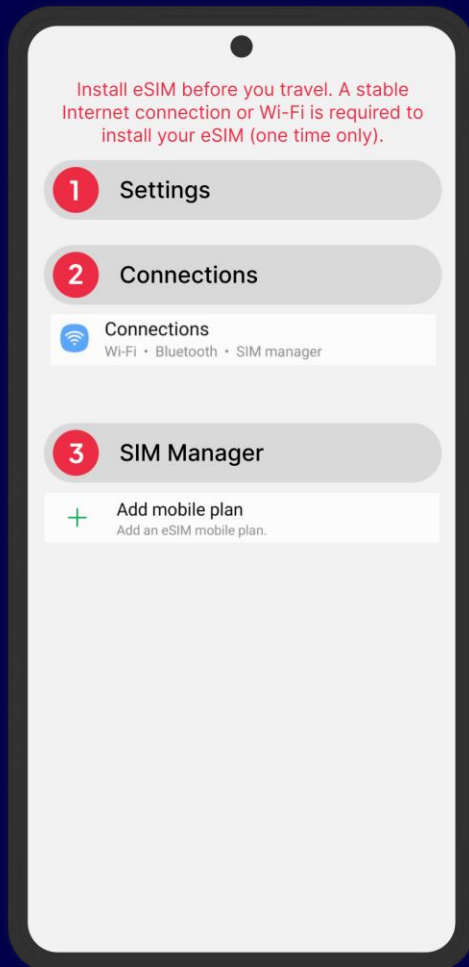 Install eSIM before you travel. A stable
Internet connection or Wi-Fi is required to
install your eSIM (one time only).
1 Settings
2 Connections
Connections
Wi-Fi • Bluetooth • SIM manager
3 SIM Manager
+ Add mobile plan
Add an eSIM mobile plan.